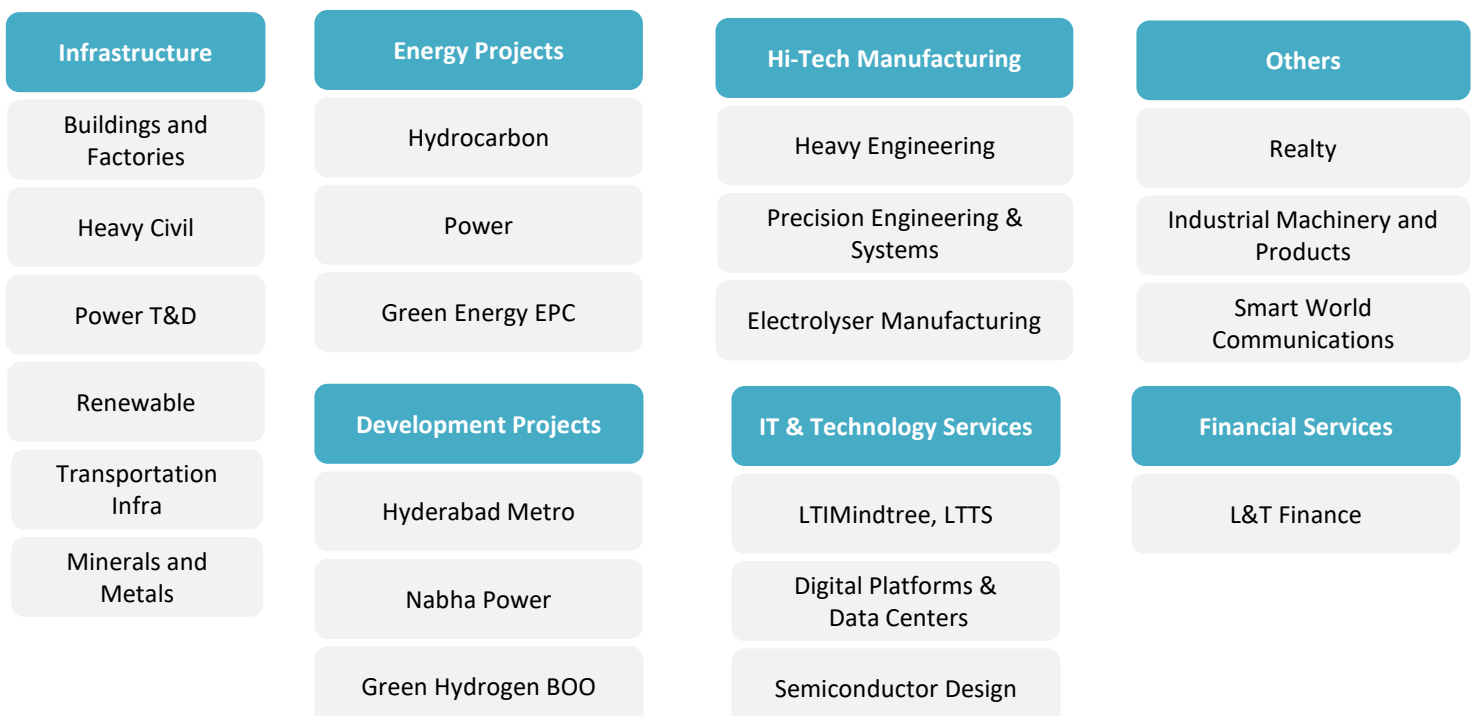 Infrastructure
Buildings and
Factories
Heavy Civil
Power T&D
Renewable
Transportation
Infra
Minerals and
Metals
Energy Projects
Hydrocarbon
Power
Green Energy EPC
Development Projects
Hyderabad Metro
Nabha Power
Green Hydrogen BOO
Hi-Tech Manufacturing
Heavy Engineering
Precision Engineering &
Systems
Electrolyser Manufacturing
IT & Technology Services
LTIMindtree, LTTS
Digital Platforms &
Data Centers
Semiconductor Design
Others
Realty
Industrial Machinery and
Products
Smart World
Communications
Financial Services
L&T Finance